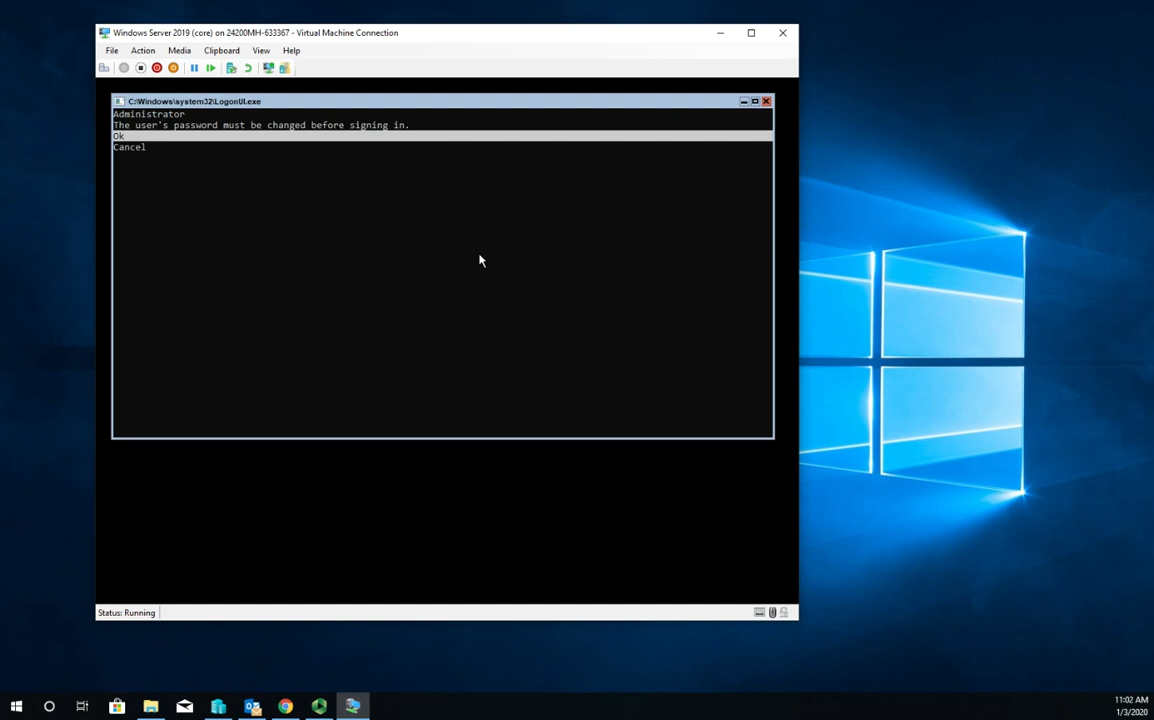 Windows Server 2019 (core) on 24200MH-633367 - Virtual Machine Connection
File Action Media Clipboard View Help
C:\Windows\system32\LogonUI.exe
Administrator
The user's password must be changed before signing in.
Ok
Cancel
Status: Running
11:02 AM
1/3/2020